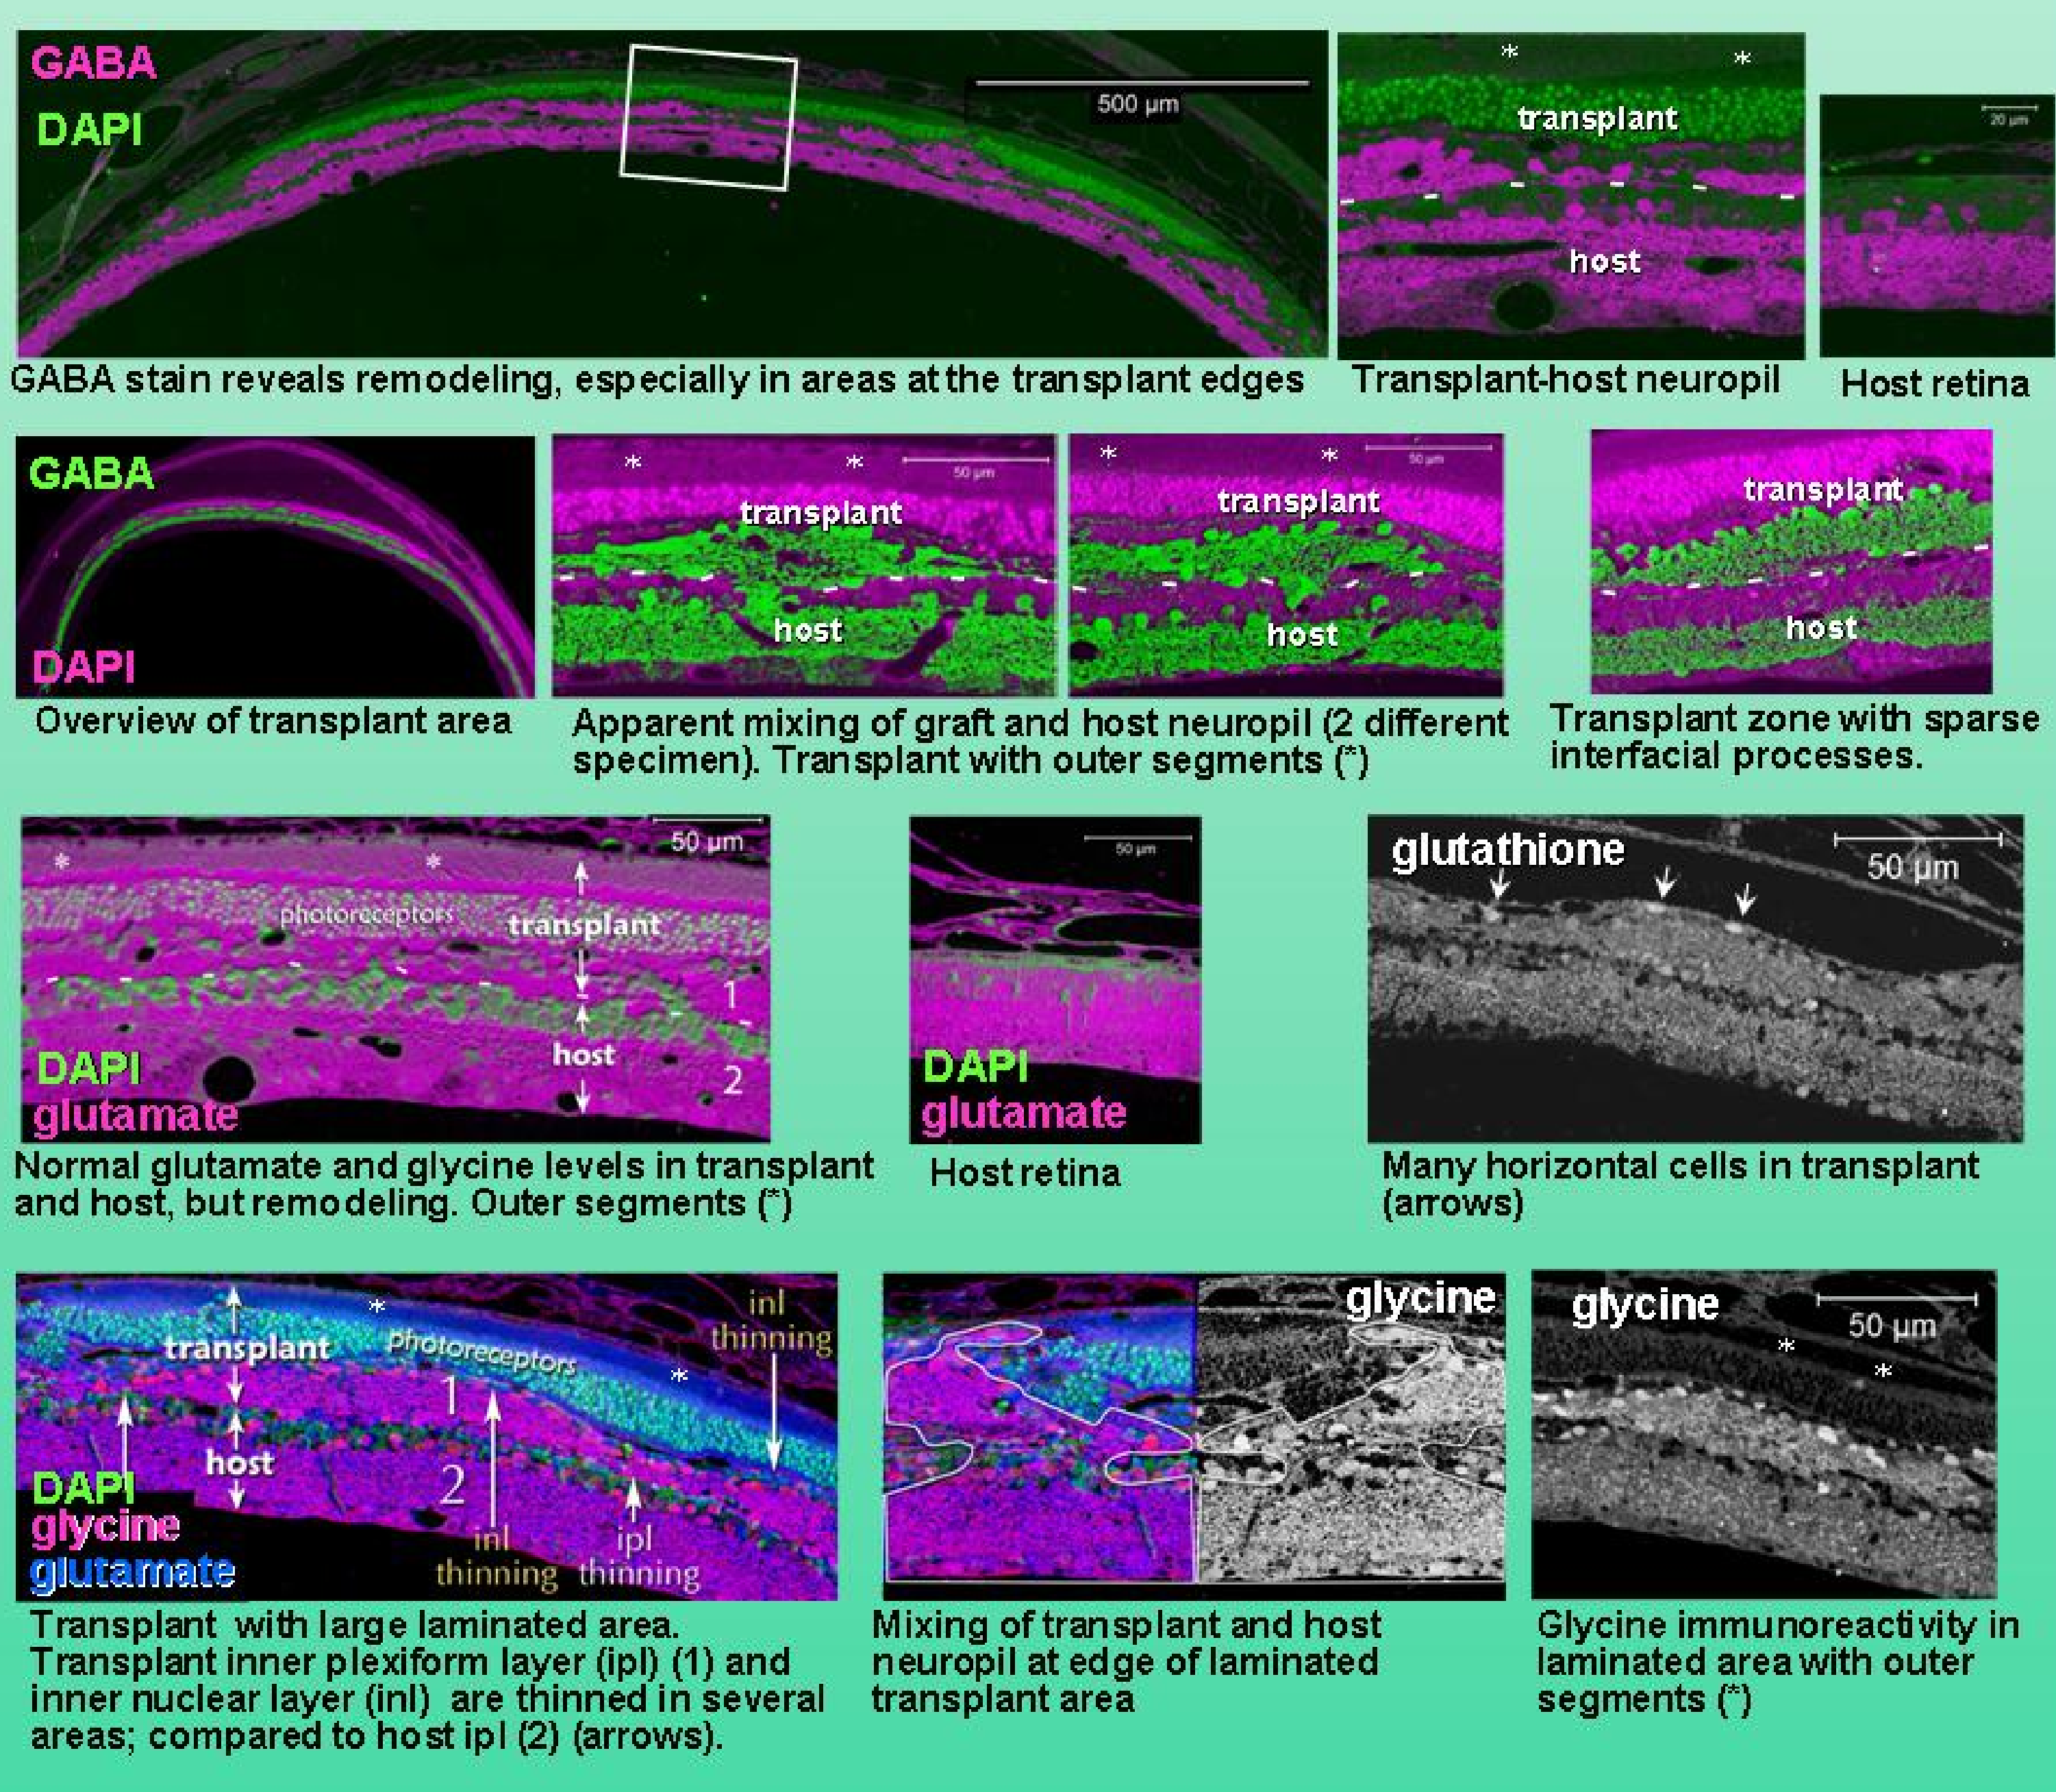 GABA
DAPI
500 µm
transplant
host
20 µm
GABA stain reveals remodeling, especially in areas at the transplant edges
Transplant-host neuropil
Host retina
GABA
DAPI
* *
50 µm
transplant
host
* *
50 µm
transplant
host
transplant
host
Overview of transplant area
Apparent mixing of graft and host neuropil (2 different
specimen). Transplant with outer segments (*)
Transplant zone with sparse
interfacial processes.
* *
50 µm
photoreceptors
transplant
1
host
2
DAPI
glutamate
50 µm
DAPI
glutamate
glutathione
50 µm
Normal glutamate and glycine levels in transplant
and host, but remodeling. Outer segments (*)
Host retina
Many horizontal cells in transplant
(arrows)
* *
inl
thinning
transplant
photoreceptors
1
host
2
DAPI
glycine
glutamate
inl
thinning
ipl
thinning
glycine
glycine
50 µm
* *
Transplant with large laminated area.
Transplant inner plexiform layer (ipl) (1) and
inner nuclear layer (inl) are thinned in several
areas; compared to host ipl (2) (arrows).
Mixing of transplant and host
neuropil at edge of laminated
transplant area
Glycine immunoreactivity in
laminated area with outer
segments (*)